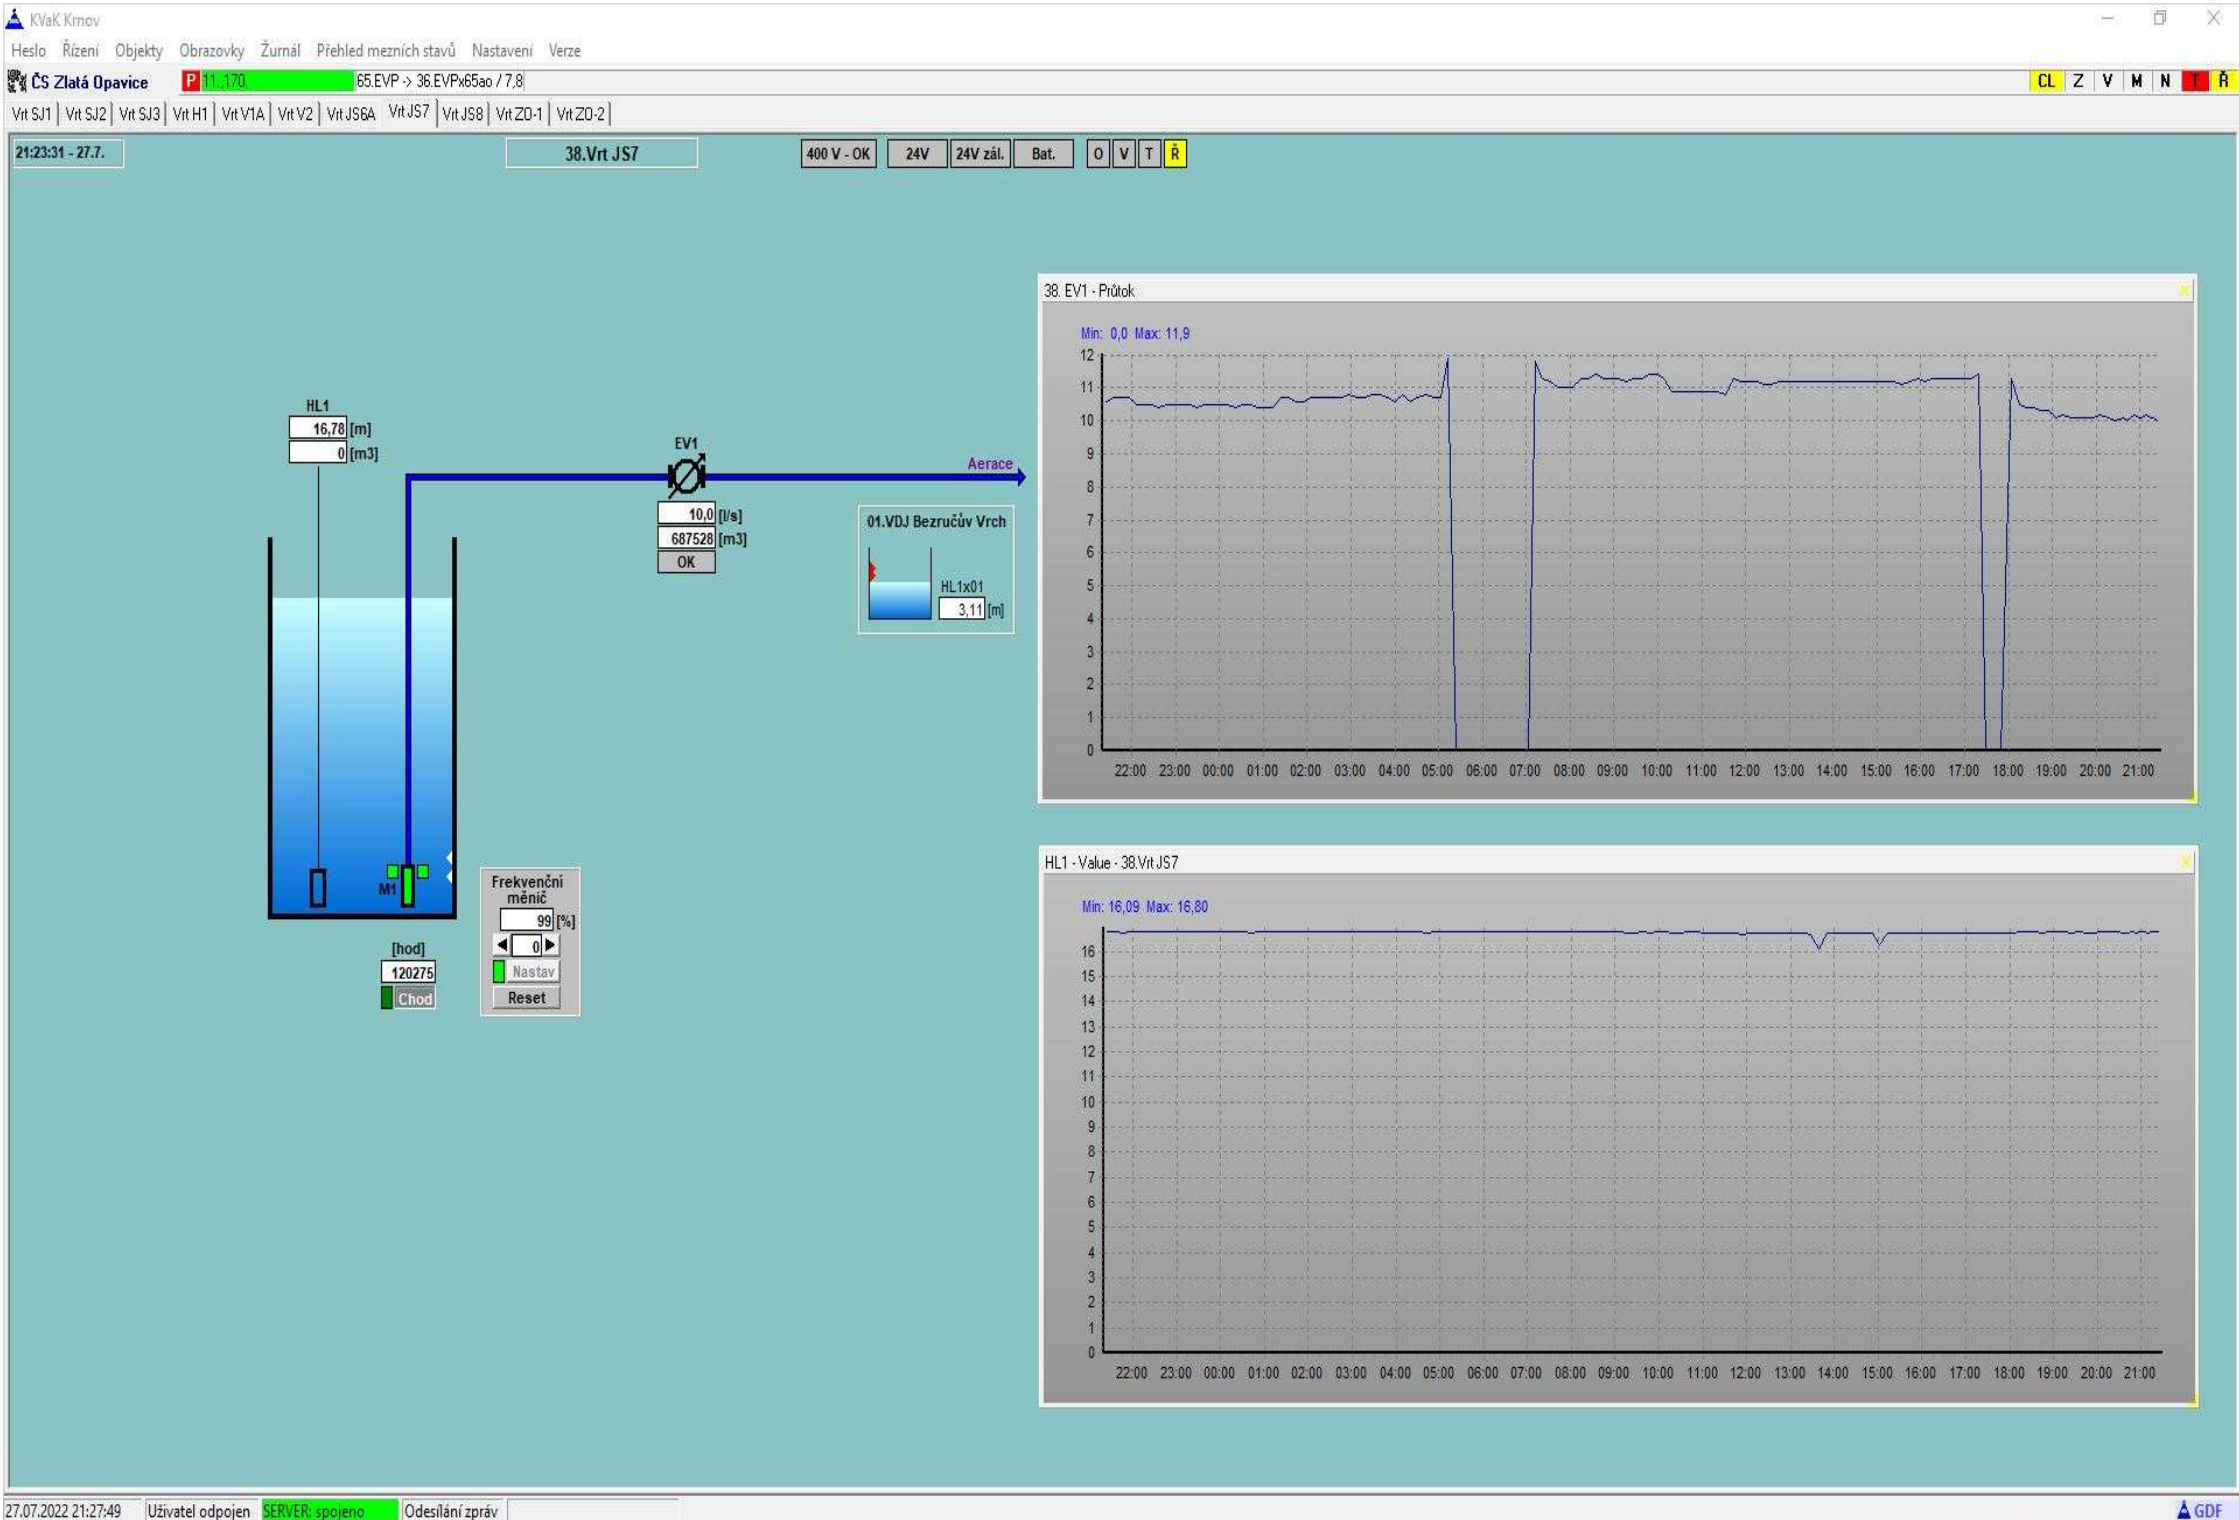 KVaK Krnov
Heslo Řízení Objekty Obrazovky Žurnál Přehled mezních stavů Nastavení Verze
ČS Zlatá Opavice P 11.,170. 65.EVP -> 36.EVPx65ao / 7,8 CL Z V M N T Ř
Vrt SJ1 Vrt SJ2 Vrt SJ3 Vrt H1 Vrt V1A Vrt V2 Vrt JS6A Vrt JS7 Vrt JS8 Vrt ZO-1 Vrt ZO-2
21:23:31 - 27.7. 38.Vrt JS7 400 V - OK 24V 24V zál. Bat. O V T Ř
HL1
16,78 [m]
0 [m3]
EV1
Aerace
10,0 [l/s]
687528 [m3]
OK
01.VDJ Bezručův Vrch
HL1x01
3,11 [m]
M1
[hod]
120275
Chod
Frekvenční
měnič
99 [%]
0
Nastav
Reset
38. EV1 - Průtok
Min: 0,0 Max: 11,9
12
11
10
9
8
7
6
5
4
3
2
1
0
22:00 23:00 00:00 01:00 02:00 03:00 04:00 05:00 06:00 07:00 08:00 09:00 10:00 11:00 12:00 13:00 14:00 15:00 16:00 17:00 18:00 19:00 20:00 21:00
HL1 - Value - 38.Vrt JS7
Min: 16,09 Max: 16,80
16
15
14
13
12
11
10
9
8
7
6
5
4
3
2
1
0
22:00 23:00 00:00 01:00 02:00 03:00 04:00 05:00 06:00 07:00 08:00 09:00 10:00 11:00 12:00 13:00 14:00 15:00 16:00 17:00 18:00 19:00 20:00 21:00
27.07.2022 21:27:49 Uživatel odpojen SERVER: spojeno Odesílání zpráv GDF